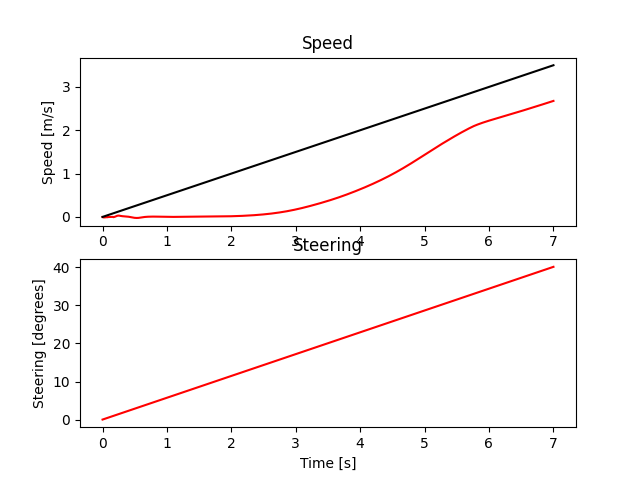 Speed
Speed [m/s]
3
2
1
0
0 1 2 3 4 5 6 7
Steering
Steering [degrees]
40
30
20
10
0
0 1 2 3 4 5 6 7
Time [s]